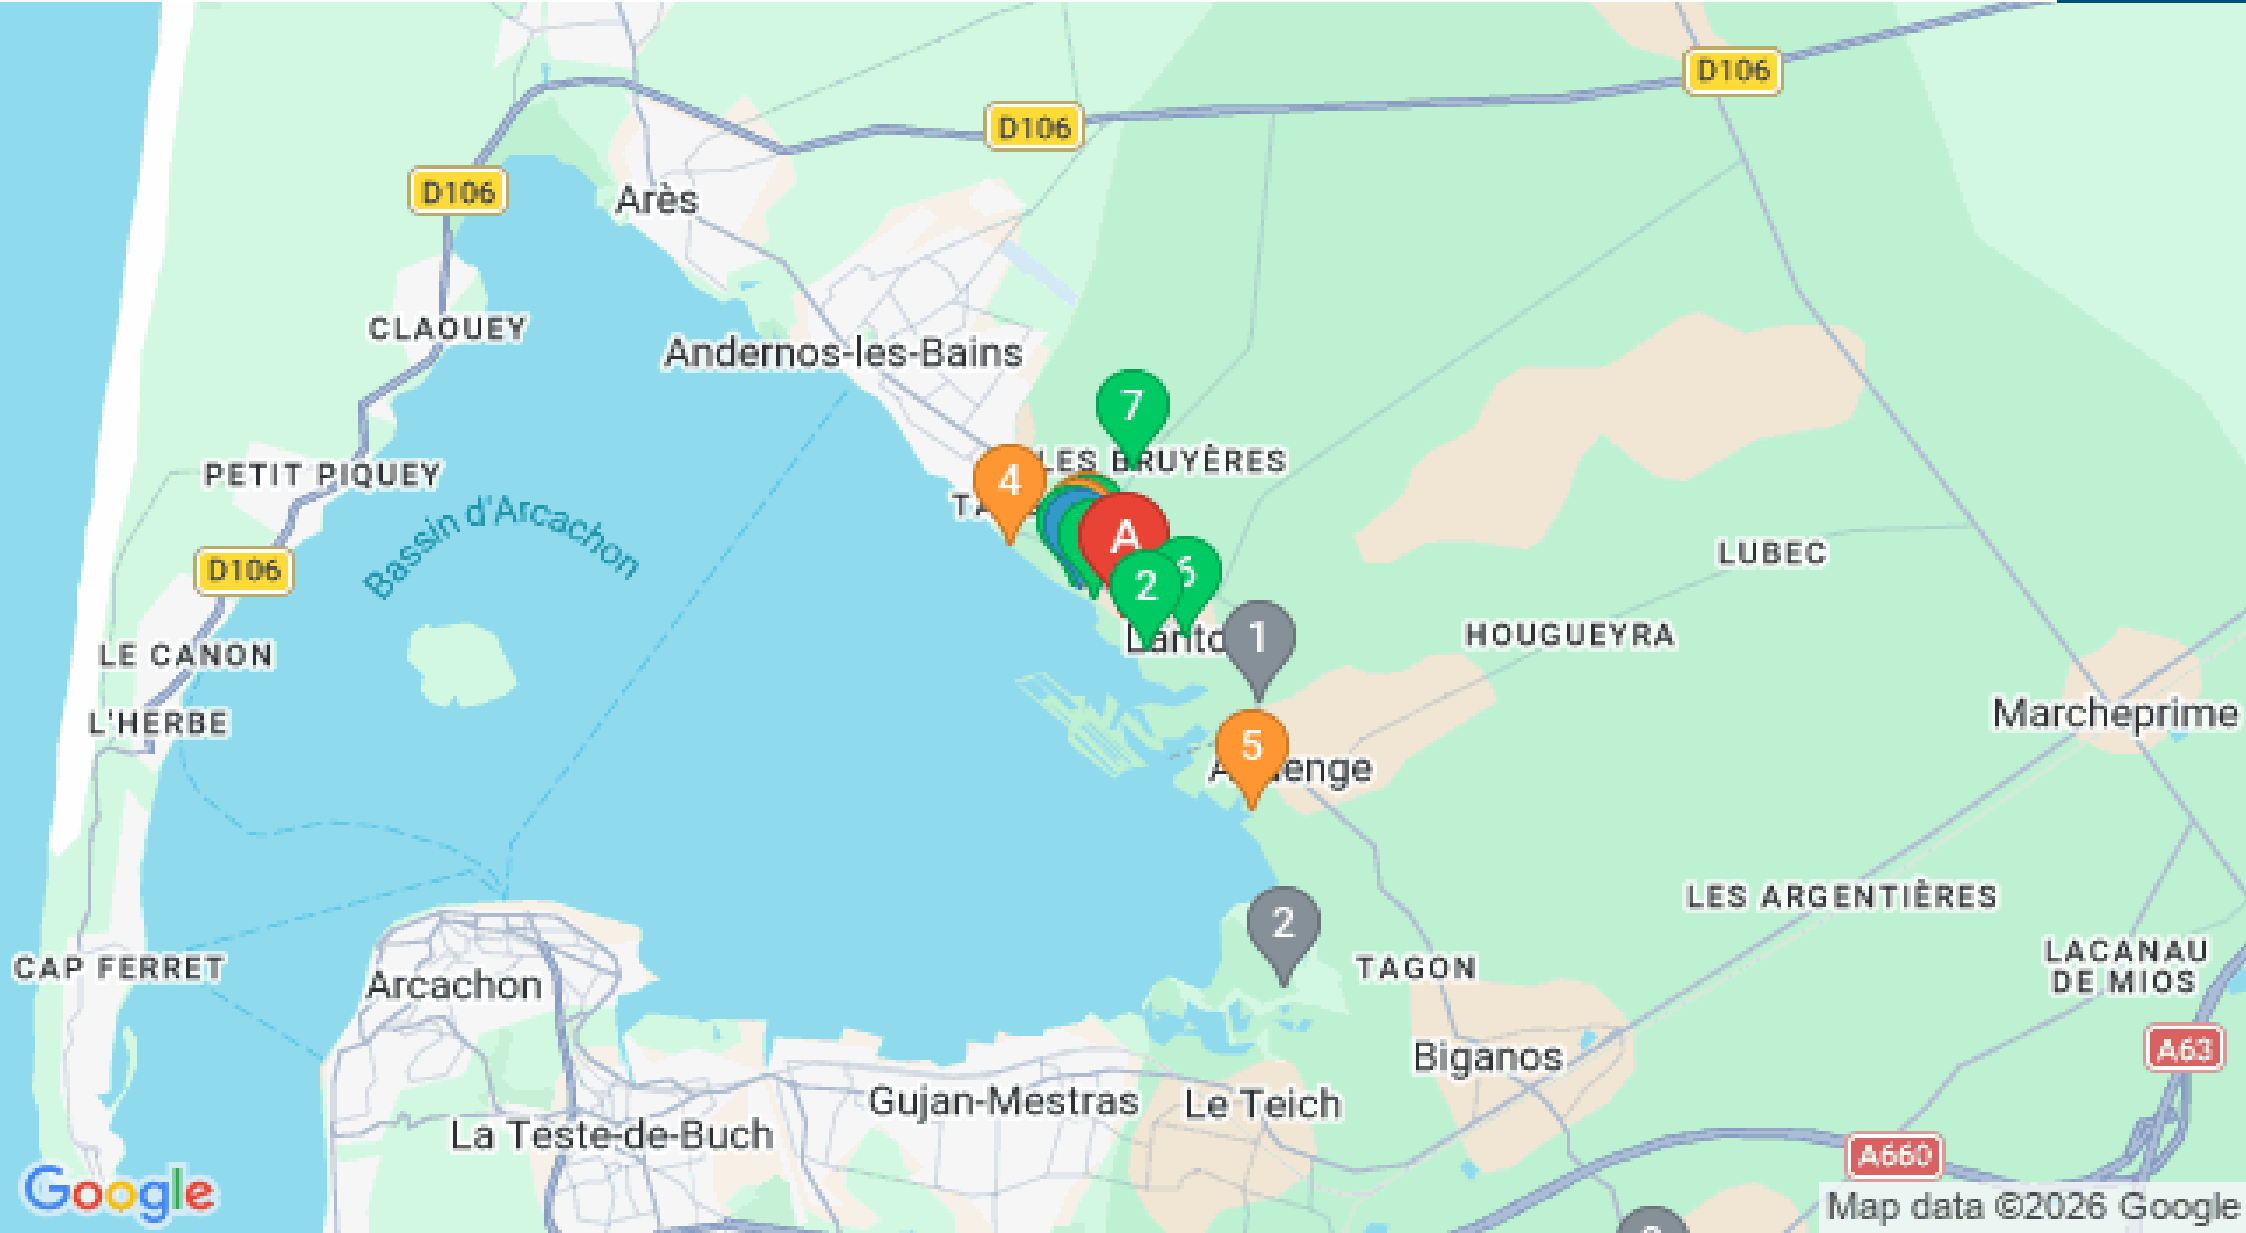 D106
D106
D106
Arès
CLAOUEY
Andernos-les-Bains
7
PETIT PIQUEY
LES BRUYÈRES
4
Bassin d'Arcachon
A
D106
2
LUBEC
1
HOUGUEYRA
LE CANON
L'HERBE
Marcheprime
5
LES ARGENTIÈRES
2
CAP FERRET
Arcachon
TAGON
LACANAU
DE MIOS
A63
Biganos
Gujan-Mestras
Le Teich
La Teste-de-Buch
A660
Google
Map data ©2026 Google